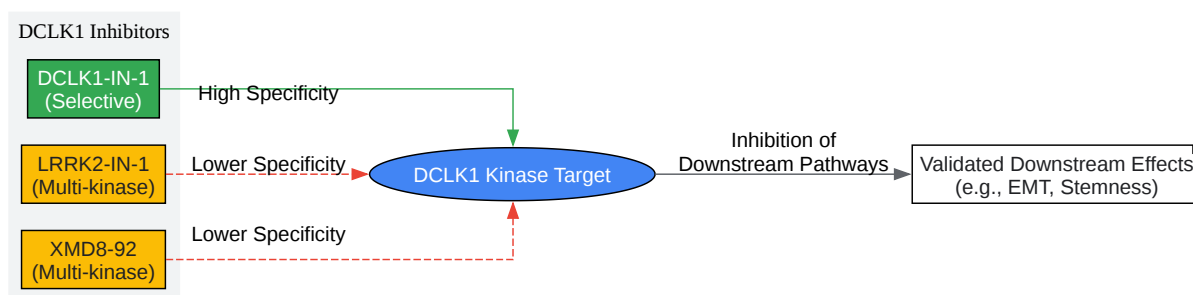 DCLK1 Inhibitors
DCLK1-IN-1
(Selective)
High Specificity
LRRK2-IN-1
(Multi-kinase)
Lower Specificity
XMD8-92
(Multi-kinase)
Lower Specificity
DCLK1 Kinase Target
Inhibition of
Downstream Pathways
Validated Downstream Effects
(e.g., EMT, Stemness)